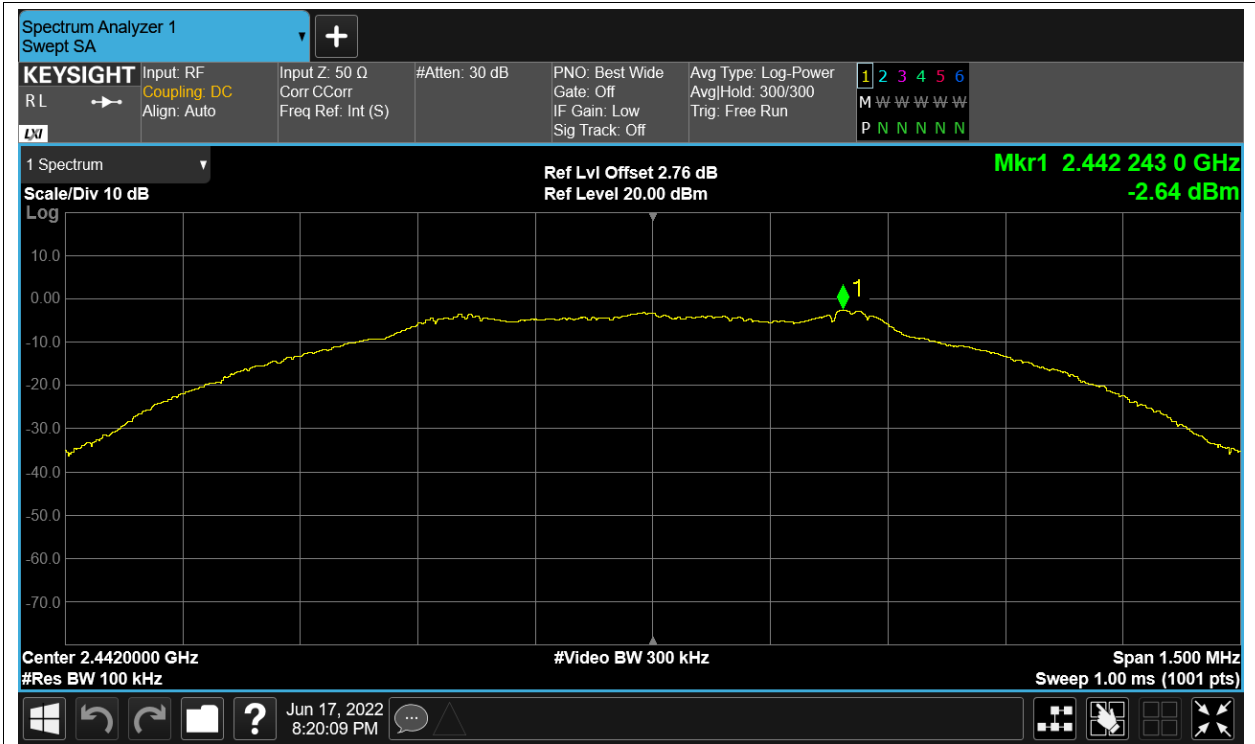 Spectrum Analyzer 1
Swept SA
KEYSIGHT
R L
LXI
Input: RF
Coupling: DC
Align: Auto
Input Z: 50 Ω
Corr CCorr
Freq Ref: Int (S)
#Atten: 30 dB
PNO: Best Wide
Gate: Off
IF Gain: Low
Sig Track: Off
Avg Type: Log-Power
Avg|Hold: 300/300
Trig: Free Run
1 2 3 4 5 6
M W W W W W
P N N N N N
1 Spectrum
Scale/Div 10 dB
Log
Ref Lvl Offset 2.76 dB
Ref Level 20.00 dBm
Mkr1 2.442 243 0 GHz
-2.64 dBm
10.0
0.00
1
-10.0
-20.0
-30.0
-40.0
-50.0
-60.0
-70.0
Center 2.4420000 GHz
#Res BW 100 kHz
#Video BW 300 kHz
Span 1.500 MHz
Sweep 1.00 ms (1001 pts)
?
Jun 17, 2022
8:20:09 PM